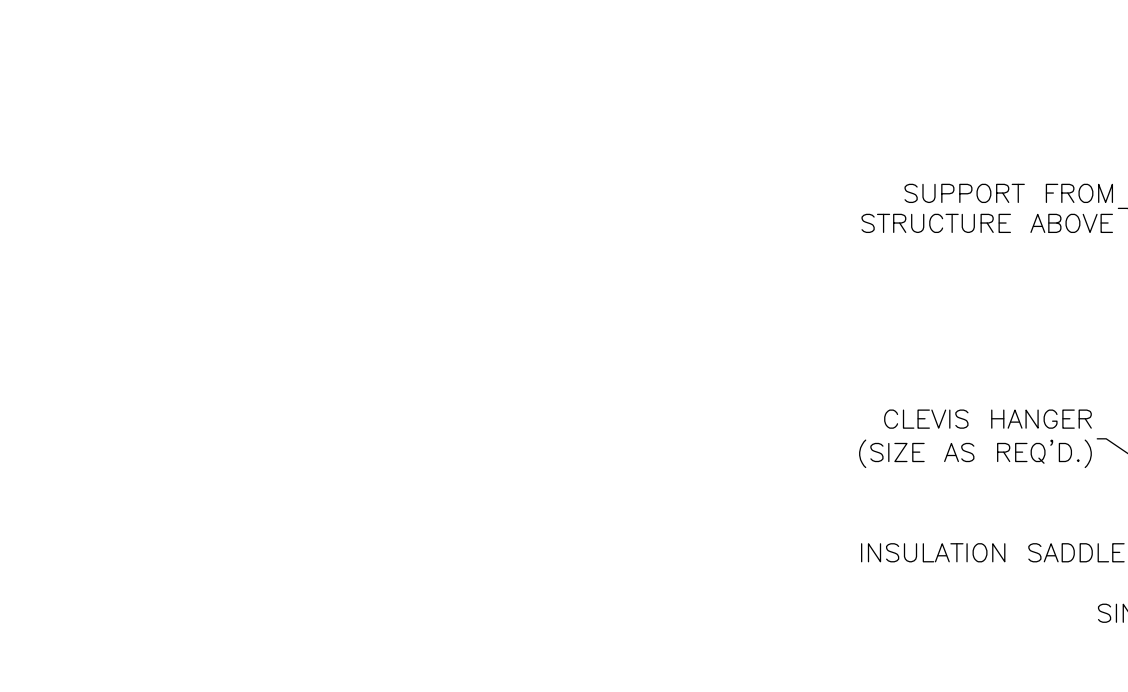 SUPPORT FROM
STRUCTURE ABOVE
CLEVIS HANGER
(SIZE AS REQ'D.)
INSULATION SADDLE